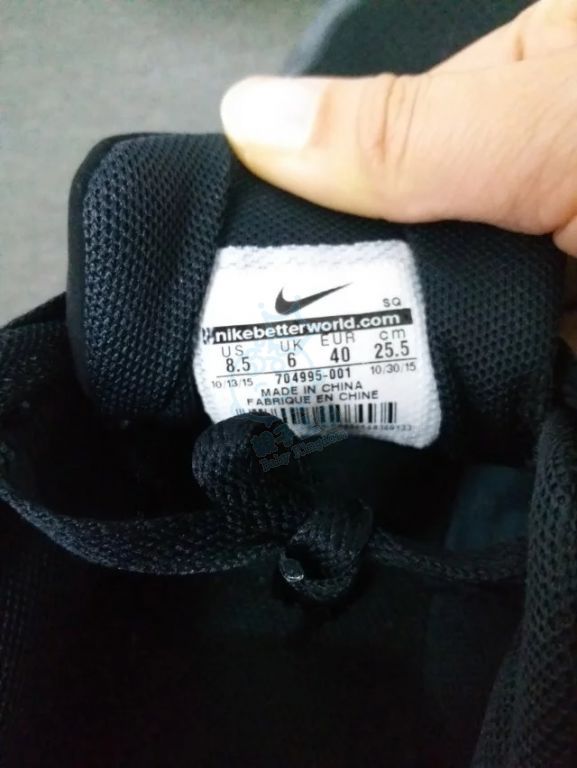 SQ
nikebetterworld.com
US UK EUR cm
8.5 6 40 25.5
10/13/15 704995-001 10/30/15
MADE IN CHINA
FABRIQUE EN CHINE